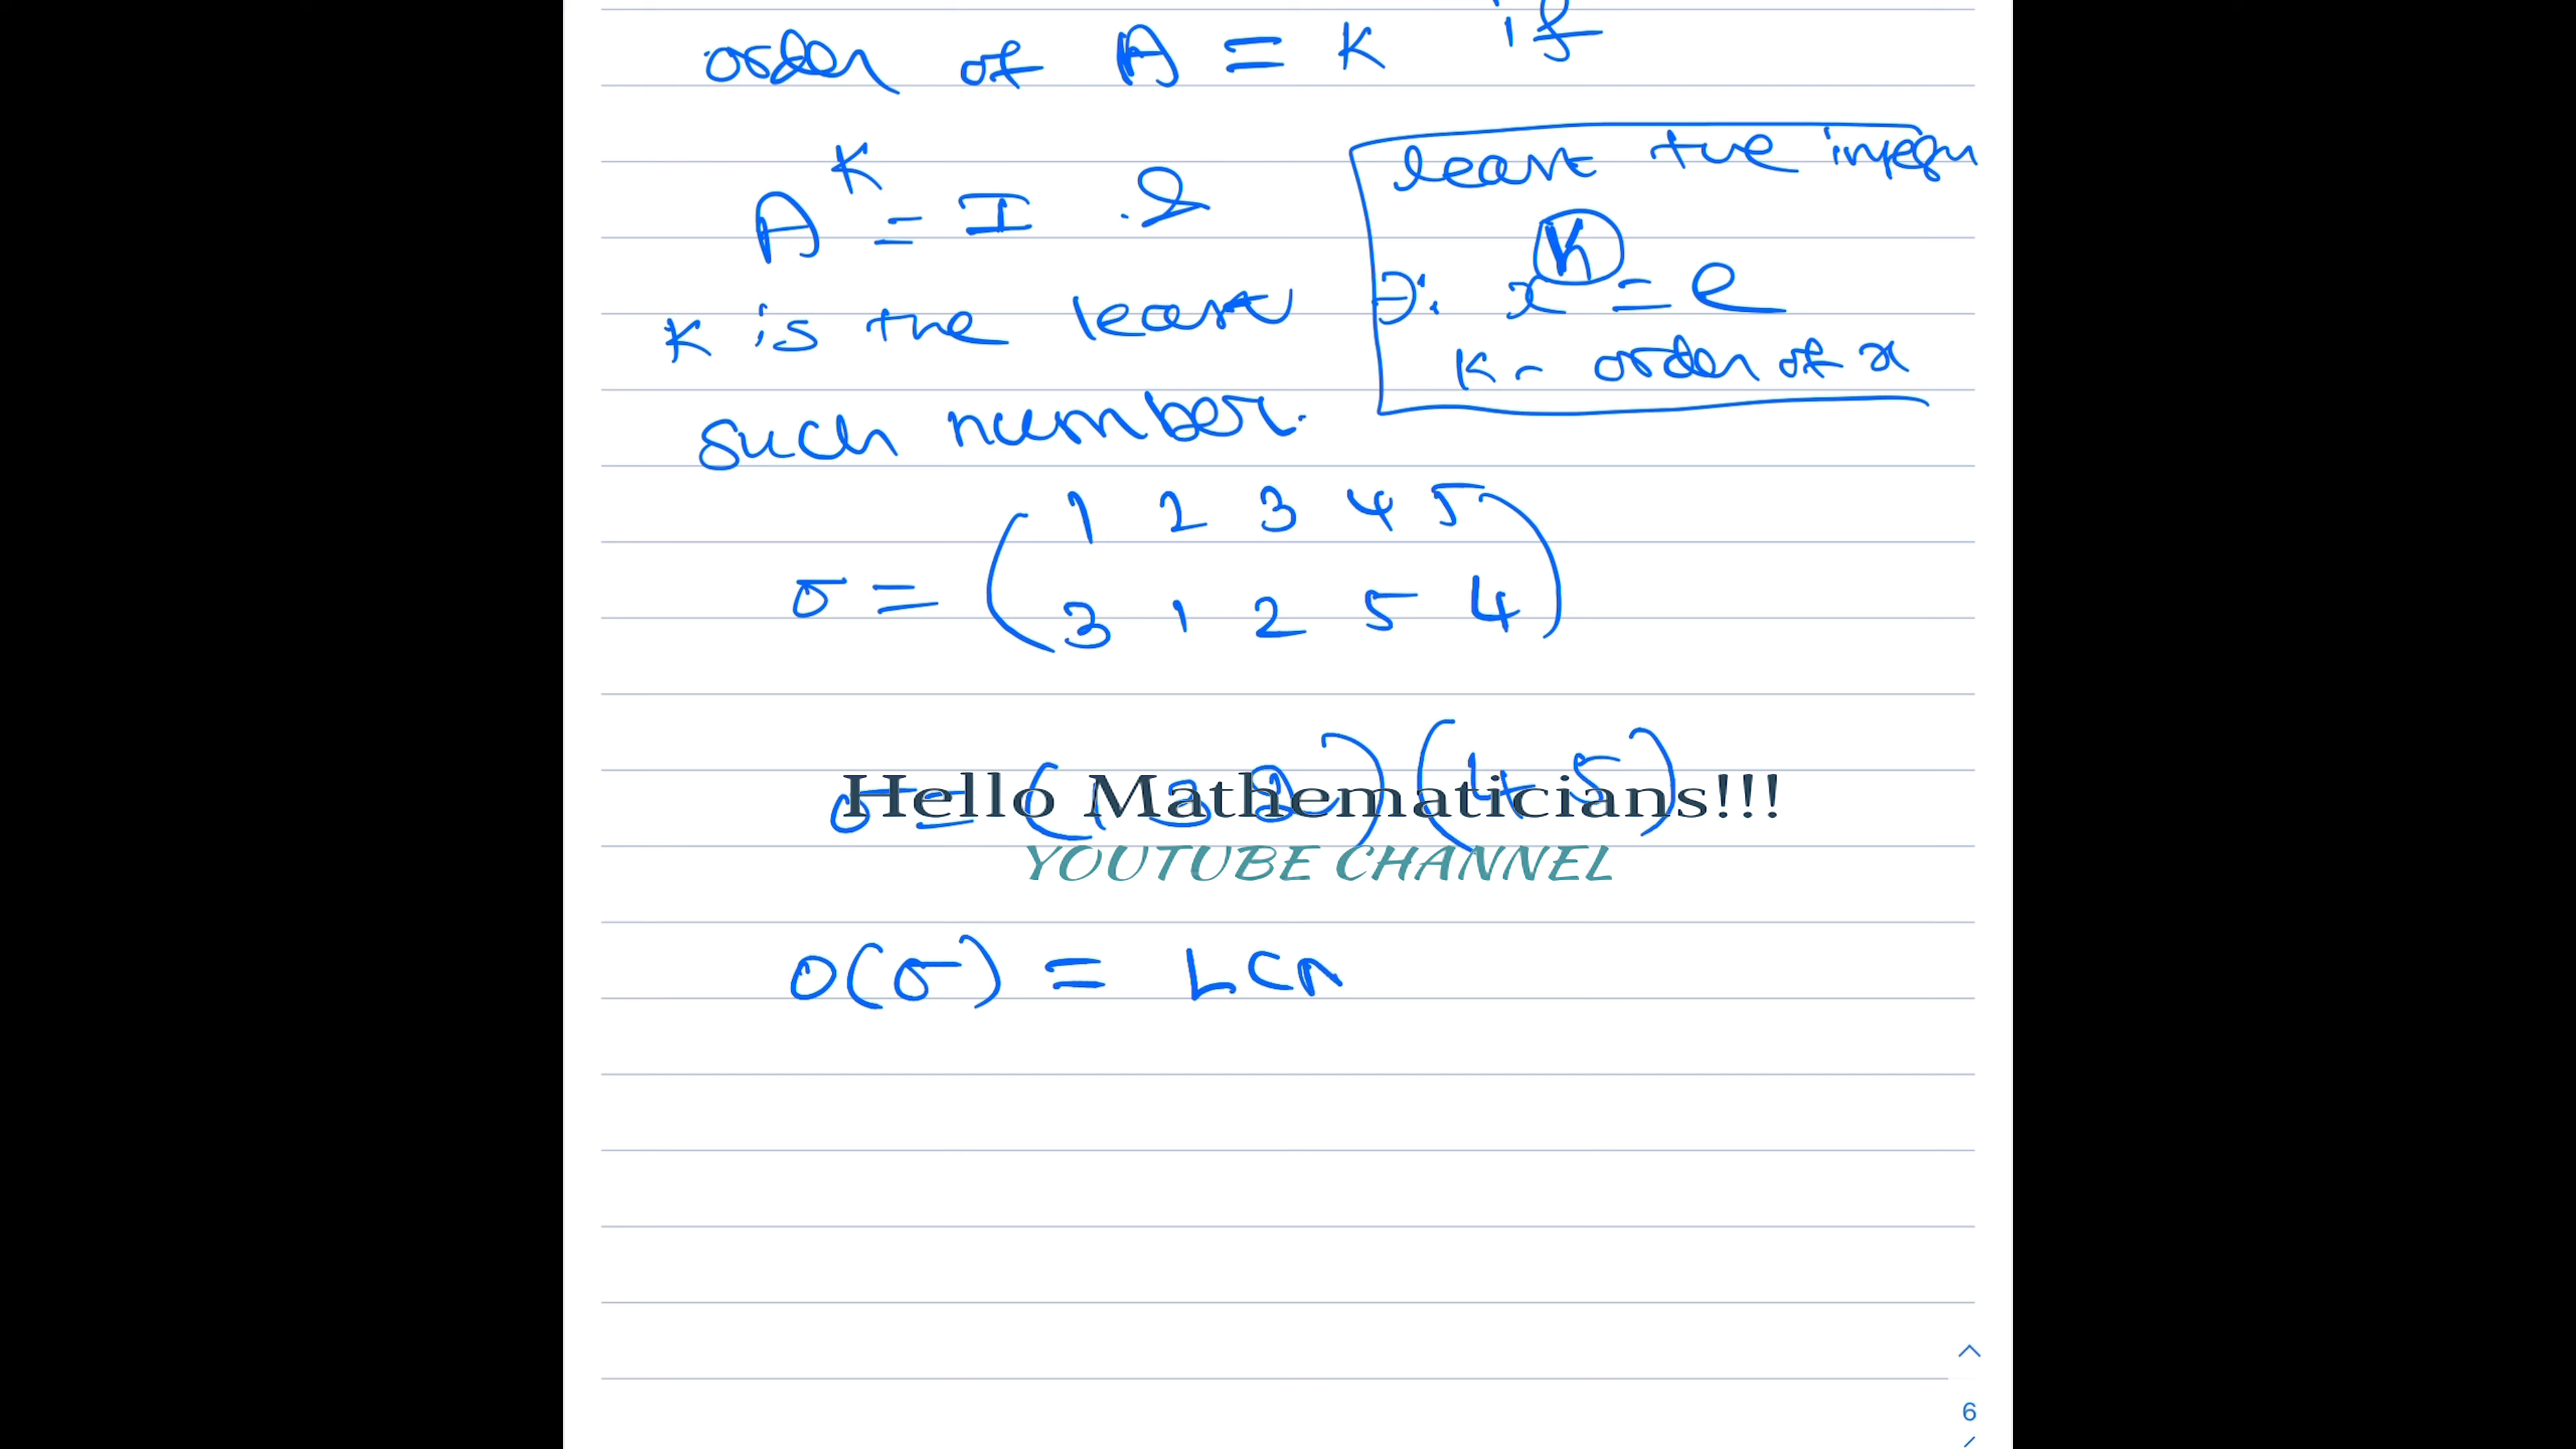 order of A = K if
A^K = I &
K is the least
such number.
least +ve integer
∋: x^K = e
K - order of x
σ = ( 1 2 3 4 5
3 1 2 5 4 )
σ = ( 1 3 2 ) ( 4 5 )
Hello Mathematicians!!!
YOUTUBE CHANNEL
O(σ) = LCM
6